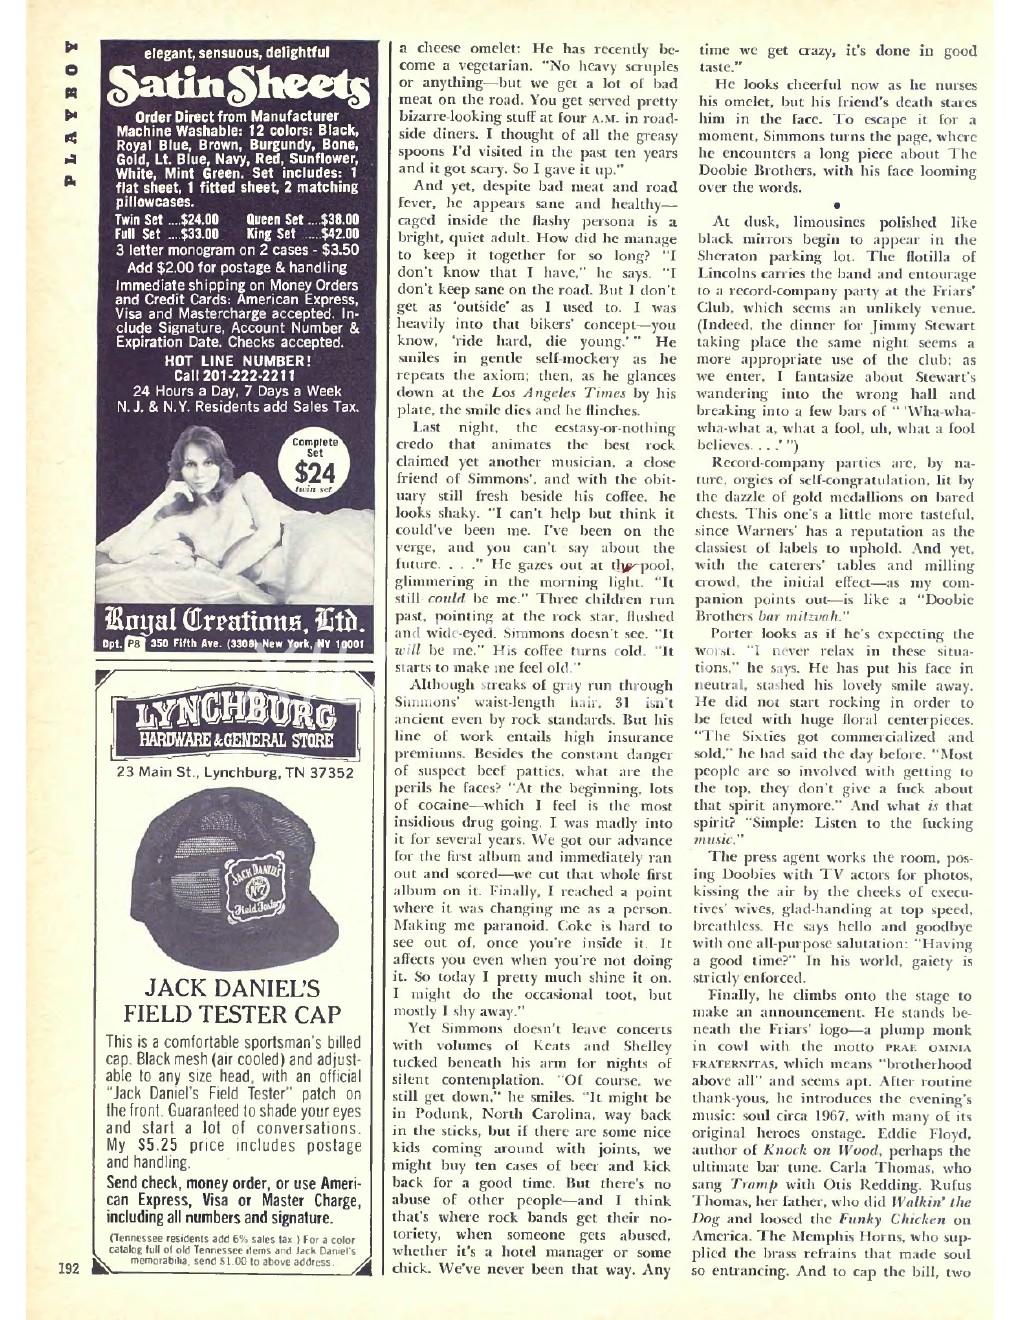 PLAYBOY
elegant, sensuous, delightful
Satin Sheets
Order Direct from Manufacturer
Machine Washable: 12 colors: Black,
Royal Blue, Brown, Burgundy, Bone,
Gold, Lt. Blue, Navy, Red, Sunflower,
White, Mint Green. Set includes: 1
flat sheet, 1 fitted sheet, 2 matching
pillowcases.
Twin Set ....$24.00 Queen Set ....$38.00
Full Set ....$33.00 King Set .....$42.00
3 letter monogram on 2 cases - $3.50
Add $2.00 for postage & handling
Immediate shipping on Money Orders
and Credit Cards: American Express,
Visa and Mastercharge accepted. In-
clude Signature, Account Number &
Expiration Date. Checks accepted.
HOT LINE NUMBER!
Call 201-222-2211
24 Hours a Day, 7 Days a Week
N.J. & N.Y. Residents add Sales Tax.
Complete
Set
$24
twin set
Royal Creations, Ltd.
Dpt. P8 350 Fifth Ave. (3308) New York, NY 10001
LYNCHBURG
HARDWARE & GENERAL STORE
23 Main St., Lynchburg, TN 37352
JACK DANIEL'S
No 7
Field Tester
JACK DANIEL'S
FIELD TESTER CAP
This is a comfortable sportsman's billed
cap. Black mesh (air cooled) and adjust-
able to any size head, with an official
"Jack Daniel's Field Tester" patch on
the front. Guaranteed to shade your eyes
and start a lot of conversations.
My $5.25 price includes postage
and handling.
Send check, money order, or use Ameri-
can Express, Visa or Master Charge,
including all numbers and signature.
(Tennessee residents add 6% sales tax.) For a color
catalog full of old Tennessee items and Jack Daniel's
memorabilia, send $1.00 to above address.
192
a cheese omelet: He has recently be-
come a vegetarian. "No heavy scruples
or anything—but we get a lot of bad
meat on the road. You get served pretty
bizarre-looking stuff at four A.M. in road-
side diners. I thought of all the greasy
spoons I'd visited in the past ten years
and it got scary. So I gave it up."
And yet, despite bad meat and road
fever, he appears sane and healthy—
caged inside the flashy persona is a
bright, quiet adult. How did he manage
to keep it together for so long? "I
don't know that I have," he says. "I
don't keep sane on the road. But I don't
get as 'outside' as I used to. I was
heavily into that bikers' concept—you
know, 'ride hard, die young.' " He
smiles in gentle self-mockery as he
repeats the axiom; then, as he glances
down at the Los Angeles Times by his
plate, the smile dies and he flinches.
Last night, the ecstasy-or-nothing
credo that animates the best rock
claimed yet another musician, a close
friend of Simmons', and with the obit-
uary still fresh beside his coffee, he
looks shaky. "I can't help but think it
could've been me. I've been on the
verge, and you can't say about the
future. . . ." He gazes out at the pool,
glimmering in the morning light. "It
still could be me." Three children run
past, pointing at the rock star, flushed
and wide-eyed. Simmons doesn't see. "It
will be me." His coffee turns cold. "It
starts to make me feel old."
Although streaks of gray run through
Simmons' waist-length hair, 31 isn't
ancient even by rock standards. But his
line of work entails high insurance
premiums. Besides the constant danger
of suspect beef patties, what are the
perils he faces? "At the beginning, lots
of cocaine—which I feel is the most
insidious drug going. I was madly into
it for several years. We got our advance
for the first album and immediately ran
out and scored—we cut that whole first
album on it. Finally, I reached a point
where it was changing me as a person.
Making me paranoid. Coke is hard to
see out of, once you're inside it. It
affects you even when you're not doing
it. So today I pretty much shine it on.
I might do the occasional toot, but
mostly I shy away."
Yet Simmons doesn't leave concerts
with volumes of Keats and Shelley
tucked beneath his arm for nights of
silent contemplation. "Of course, we
still get down," he smiles. "It might be
in Podunk, North Carolina, way back
in the sticks, but if there are some nice
kids coming around with joints, we
might buy ten cases of beer and kick
back for a good time. But there's no
abuse of other people—and I think
that's where rock bands get their no-
toriety, when someone gets abused,
whether it's a hotel manager or some
chick. We've never been that way. Any
time we get crazy, it's done in good
taste."
He looks cheerful now as he nurses
his omelet, but his friend's death stares
him in the face. To escape it for a
moment, Simmons turns the page, where
he encounters a long piece about The
Doobie Brothers, with his face looming
over the words.
•
At dusk, limousines polished like
black mirrors begin to appear in the
Sheraton parking lot. The flotilla of
Lincolns carries the band and entourage
to a record-company party at the Friars'
Club, which seems an unlikely venue.
(Indeed, the dinner for Jimmy Stewart
taking place the same night seems a
more appropriate use of the club; as
we enter, I fantasize about Stewart's
wandering into the wrong hall and
breaking into a few bars of " 'Wha-wha-
wha-what a, what a fool, uh, what a fool
believes. . . .' ")
Record-company parties are, by na-
ture, orgies of self-congratulation, lit by
the dazzle of gold medallions on bared
chests. This one's a little more tasteful,
since Warners' has a reputation as the
classiest of labels to uphold. And yet,
with the caterers' tables and milling
crowd, the initial effect—as my com-
panion points out—is like a "Doobie
Brothers bar mitzvah."
Porter looks as if he's expecting the
worst. "I never relax in these situa-
tions," he says. He has put his face in
neutral, stashed his lovely smile away.
He did not start rocking in order to
be feted with huge floral centerpieces.
"The Sixties got commercialized and
sold," he had said the day before. "Most
people are so involved with getting to
the top, they don't give a fuck about
that spirit anymore." And what is that
spirit? "Simple: Listen to the fucking
music."
The press agent works the room, pos-
ing Doobies with TV actors for photos,
kissing the air by the cheeks of execu-
tives' wives, glad-handing at top speed,
breathless. He says hello and goodbye
with one all-purpose salutation: "Having
a good time?" In his world, gaiety is
strictly enforced.
Finally, he climbs onto the stage to
make an announcement. He stands be-
neath the Friars' logo—a plump monk
in cowl with the motto PRAE OMNIA
FRATERNITAS, which means "brotherhood
above all" and seems apt. After routine
thank-yous, he introduces the evening's
music: soul circa 1967, with many of its
original heroes onstage. Eddie Floyd,
author of Knock on Wood, perhaps the
ultimate bar tune. Carla Thomas, who
sang Tramp with Otis Redding. Rufus
Thomas, her father, who did Walkin' the
Dog and loosed the Funky Chicken on
America. The Memphis Horns, who sup-
plied the brass refrains that made soul
so entrancing. And to cap the bill, two